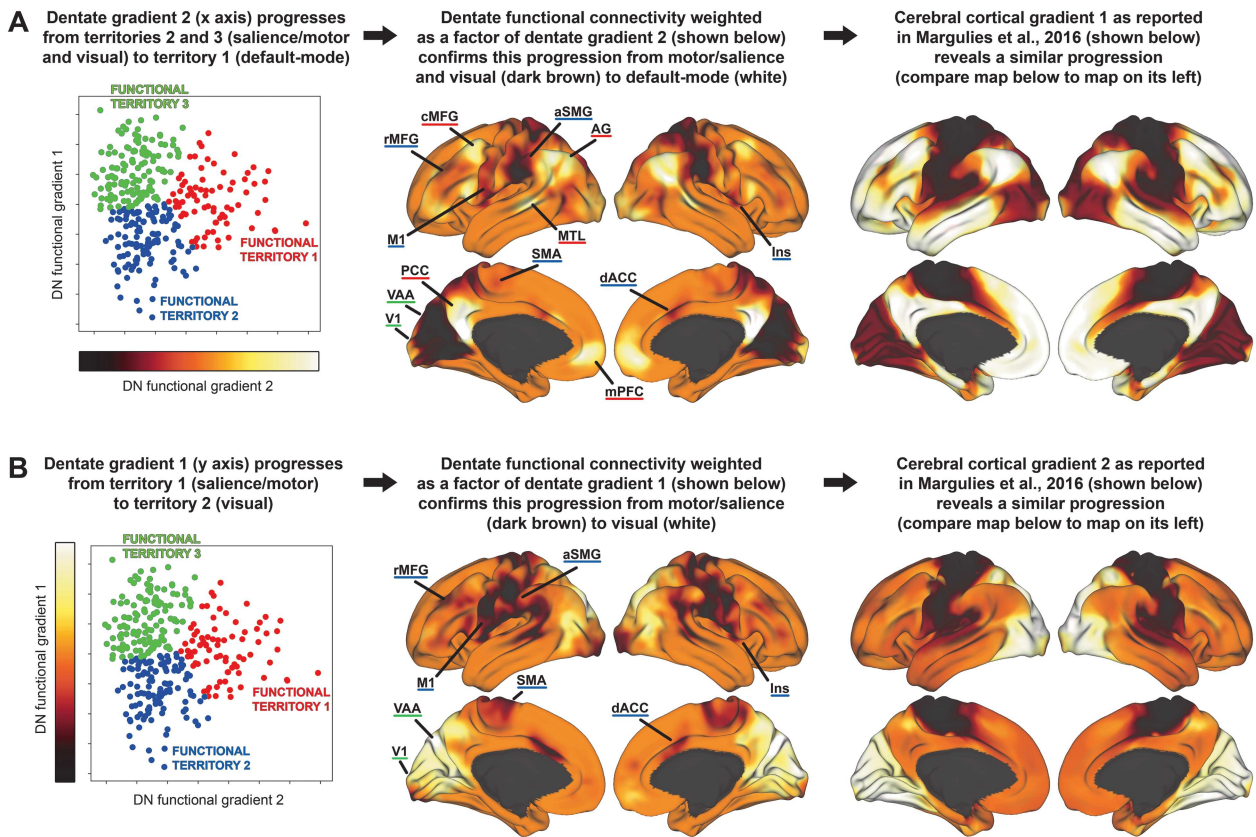 A
Dentate gradient 2 (x axis) progresses
from territories 2 and 3 (salience/motor
and visual) to territory 1 (default-mode)
FUNCTIONAL
TERRITORY 3
FUNCTIONAL
TERRITORY 1
FUNCTIONAL
TERRITORY 2
DN functional gradient 1
DN functional gradient 2
Dentate functional connectivity weighted
as a factor of dentate gradient 2 (shown below)
confirms this progression from motor/salience
and visual (dark brown) to default-mode (white)
cMFG
aSMG
AG
rMFG
M1
MTL
Ins
SMA
PCC
dACC
VAA
V1
mPFC
Cerebral cortical gradient 1 as reported
in Margulies et al., 2016 (shown below)
reveals a similar progression
(compare map below to map on its left)
B
Dentate gradient 1 (y axis) progresses
from territory 1 (salience/motor)
to territory 2 (visual)
FUNCTIONAL
TERRITORY 3
FUNCTIONAL
TERRITORY 1
FUNCTIONAL
TERRITORY 2
DN functional gradient 1
DN functional gradient 2
Dentate functional connectivity weighted
as a factor of dentate gradient 1 (shown below)
confirms this progression from motor/salience
(dark brown) to visual (white)
aSMG
rMFG
M1
SMA
Ins
VAA
dACC
V1
Cerebral cortical gradient 2 as reported
in Margulies et al., 2016 (shown below)
reveals a similar progression
(compare map below to map on its left)